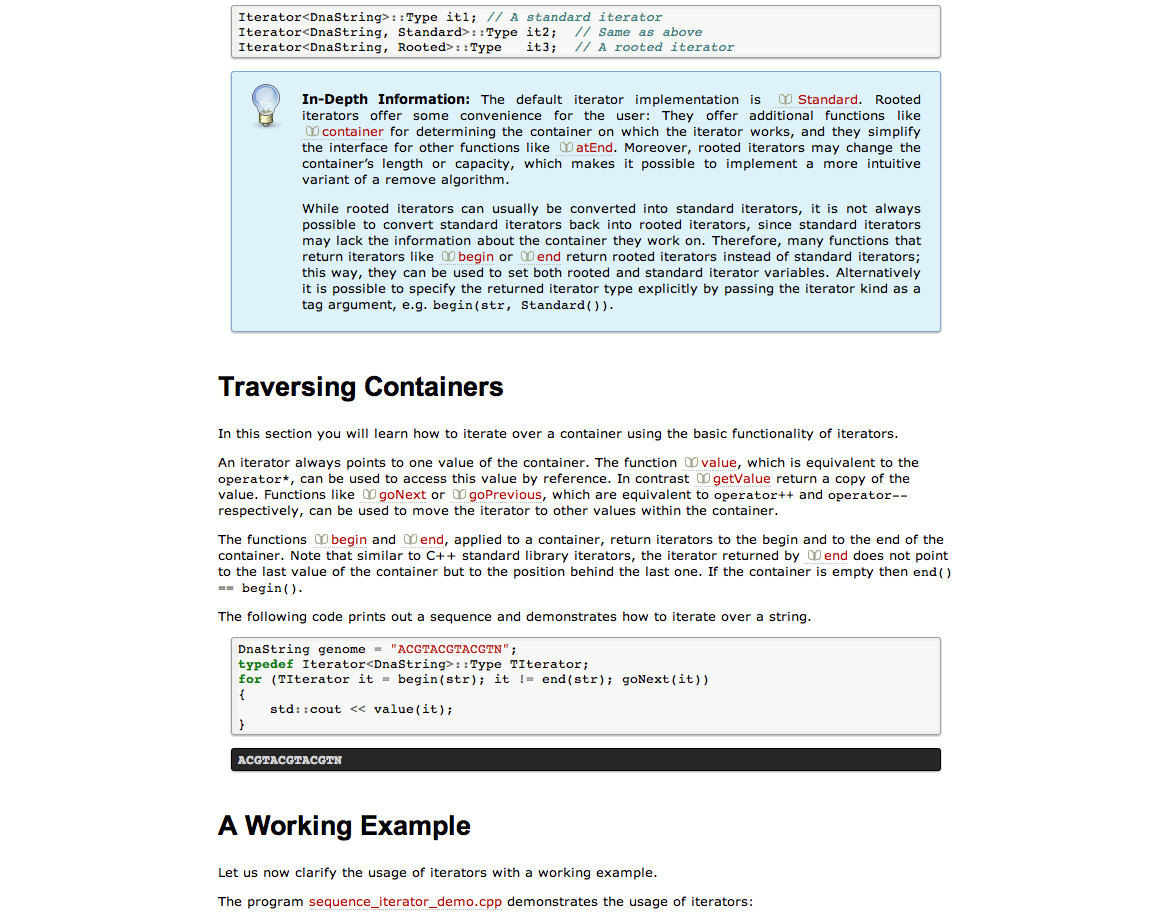 Iterator<DnaString>::Type it1; // A standard iterator
Iterator<DnaString, Standard>::Type it2;  // Same as above
Iterator<DnaString, Rooted>::Type   it3;  // A rooted iterator
In-Depth Information: The default iterator implementation is Standard. Rooted
iterators offer some convenience for the user: They offer additional functions like
container for determining the container on which the iterator works, and they simplify
the interface for other functions like atEnd. Moreover, rooted iterators may change the
container’s length or capacity, which makes it possible to implement a more intuitive
variant of a remove algorithm.
While rooted iterators can usually be converted into standard iterators, it is not always
possible to convert standard iterators back into rooted iterators, since standard iterators
may lack the information about the container they work on. Therefore, many functions that
return iterators like begin or end return rooted iterators instead of standard iterators;
this way, they can be used to set both rooted and standard iterator variables. Alternatively
it is possible to specify the returned iterator type explicitly by passing the iterator kind as a
tag argument, e.g. begin(str, Standard()).
Traversing Containers
In this section you will learn how to iterate over a container using the basic functionality of iterators.
An iterator always points to one value of the container. The function value, which is equivalent to the
operator*, can be used to access this value by reference. In contrast getValue return a copy of the
value. Functions like goNext or goPrevious, which are equivalent to operator++ and operator--
respectively, can be used to move the iterator to other values within the container.
The functions begin and end, applied to a container, return iterators to the begin and to the end of the
container. Note that similar to C++ standard library iterators, the iterator returned by end does not point
to the last value of the container but to the position behind the last one. If the container is empty then end()
== begin().
The following code prints out a sequence and demonstrates how to iterate over a string.
DnaString genome = "ACGTACGTACGTN";
typedef Iterator<DnaString>::Type TIterator;
for (TIterator it = begin(str); it != end(str); goNext(it))
{
    std::cout << value(it);
}
ACGTACGTACGTN
A Working Example
Let us now clarify the usage of iterators with a working example.
The program sequence_iterator_demo.cpp demonstrates the usage of iterators: